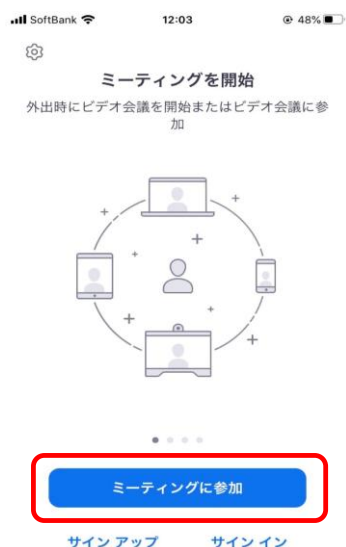 SoftBank 12:03 48%
ミーティングを開始
外出時にビデオ会議を開始またはビデオ会議に参
加
ミーティングに参加
サイン アップ サイン イン